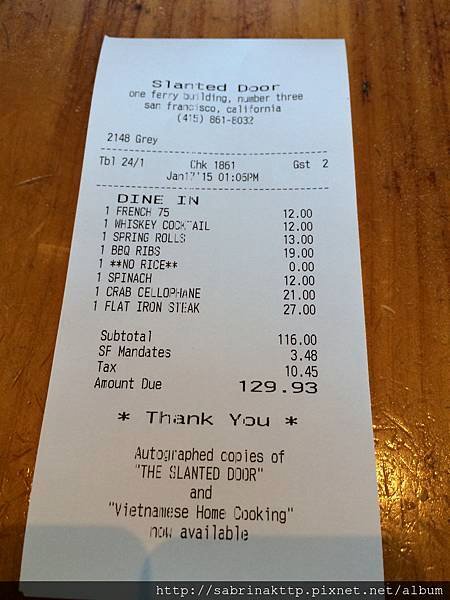 Slanted Door
one ferry building, number three
san francisco, california
(415) 861-8032
2148 Grey
Tbl 24/1 Chk 1861 Gst 2
Jan17'15 01:05PM
DINE IN
1 FRENCH 75 12.00
1 WHISKEY COCKTAIL 12.00
1 SPRING ROLLS 13.00
1 BBQ RIBS 19.00
1 **NO RICE** 0.00
1 SPINACH 12.00
1 CRAB CELLOPHANE 21.00
1 FLAT IRON STEAK 27.00
Subtotal 116.00
SF Mandates 3.48
Tax 10.45
Amount Due 129.93
* Thank You *
Autographed copies of
"THE SLANTED DOOR"
and
"Vietnamese Home Cooking"
now available
http://sabrinakttp.pixnet.net/album